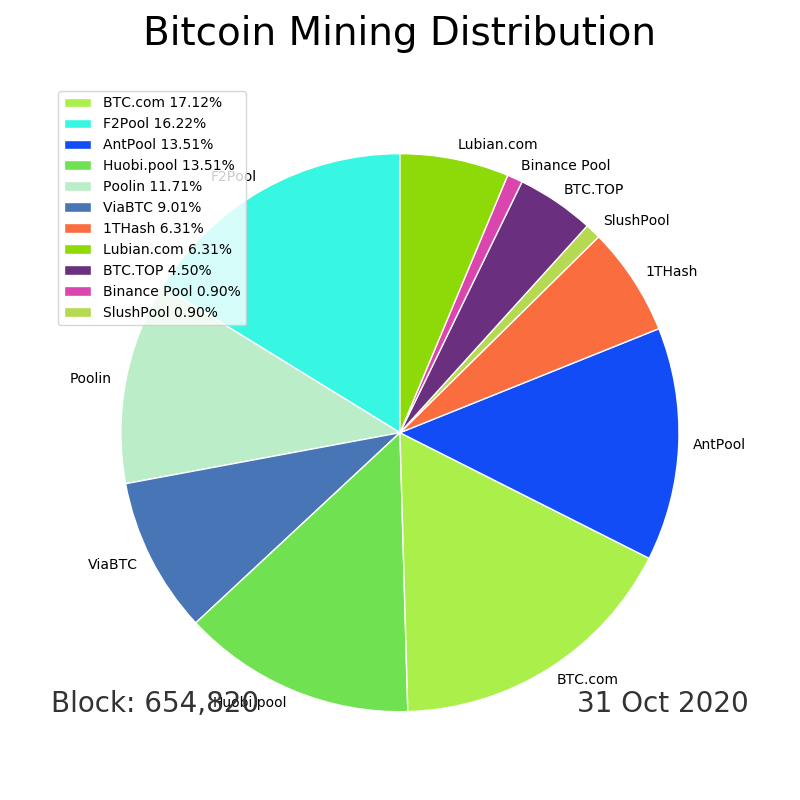 Bitcoin Mining Distribution
BTC.com 17.12%
F2Pool 16.22%
AntPool 13.51%
Huobi.pool 13.51%
Poolin 11.71%
ViaBTC 9.01%
1THash 6.31%
Lubian.com 6.31%
BTC.TOP 4.50%
Binance Pool 0.90%
SlushPool 0.90%
Lubian.com
Binance Pool
BTC.TOP
SlushPool
1THash
F2Pool
Poolin
AntPool
ViaBTC
BTC.com
Huobi.pool
Block: 654,820
31 Oct 2020